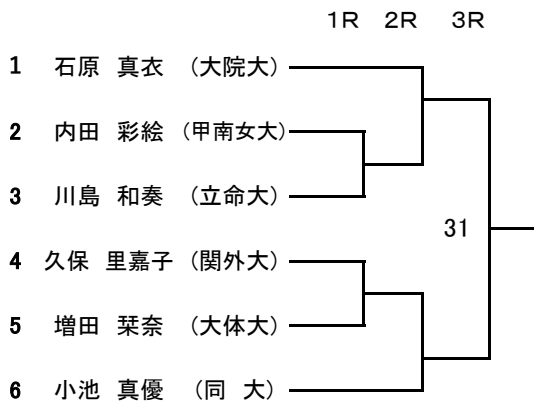 1R 2R 3R
1 石原 真衣 (大院大)
2 内田 彩絵 (甲南女大)
3 川島 和奏 (立命大)
31
4 久保 里嘉子 (関外大)
5 増田 栞奈 (大体大)
6 小池 真優 (同 大)